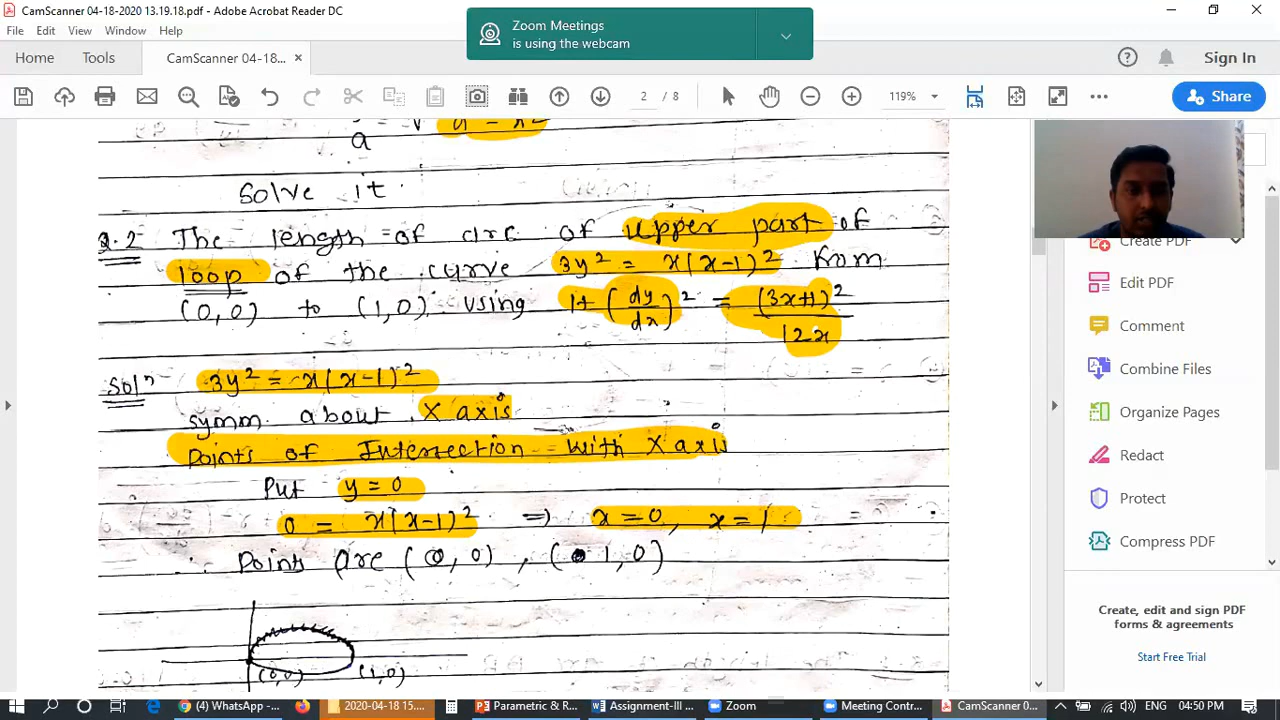 CamScanner 04-18-2020 13.19.18.pdf - Adobe Acrobat Reader DC
Zoom Meetings
is using the webcam
File Edit View Window Help
Home Tools CamScanner 04-18... × Sign In
2 / 8 119% Share
a
Solve it.
Q.2 The length of arc of upper part of
loop of the curve 3y² = x(x-1)² from
(0,0) to (1,0) using 1+(dy/dx)² = (3x+1)²/12x
Solⁿ 3y² = x(x-1)²
symm. about X axis
Points of Intersection with X axis
Put y = 0
0 = x(x-1)² ⇒ x=0, x=1
Point are (0,0), (1,0)
(0,0) (1,0)
Create PDF
Edit PDF
Comment
Combine Files
Organize Pages
Redact
Protect
Compress PDF
Create, edit and sign PDF
forms & agreements
Start Free Trial
(4) WhatsApp -... 2020-04-18 15.... Parametric & R... Assignment-III ... Zoom Teaching Contr... CamScanner 04... ENG 04:50 PM